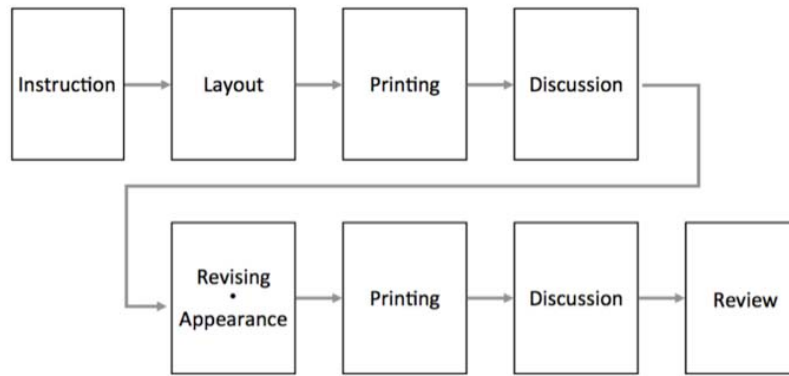 Instruction
Layout
Printing
Discussion
Revising
•
Appearance
Printing
Discussion
Review